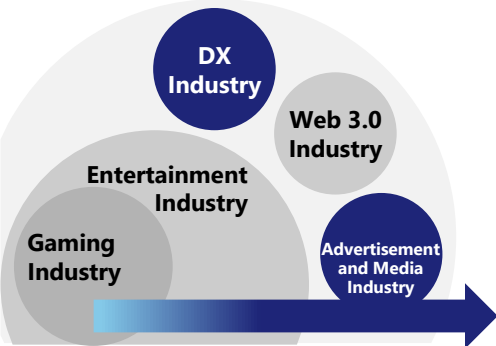 DX
Industry
Web 3.0
Industry
Entertainment
Industry
Gaming
Industry
Advertisement
and Media
Industry